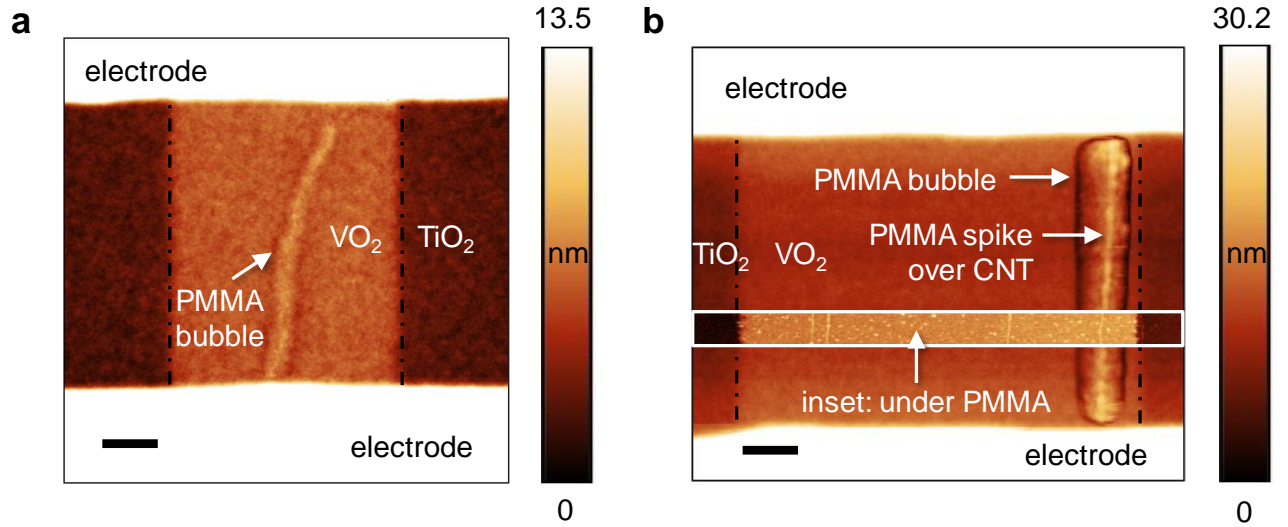 a
13.5
electrode
VO₂
TiO₂
PMMA
bubble
electrode
nm
0
b
30.2
electrode
PMMA bubble
PMMA spike
over CNT
TiO₂
VO₂
inset: under PMMA
electrode
nm
0